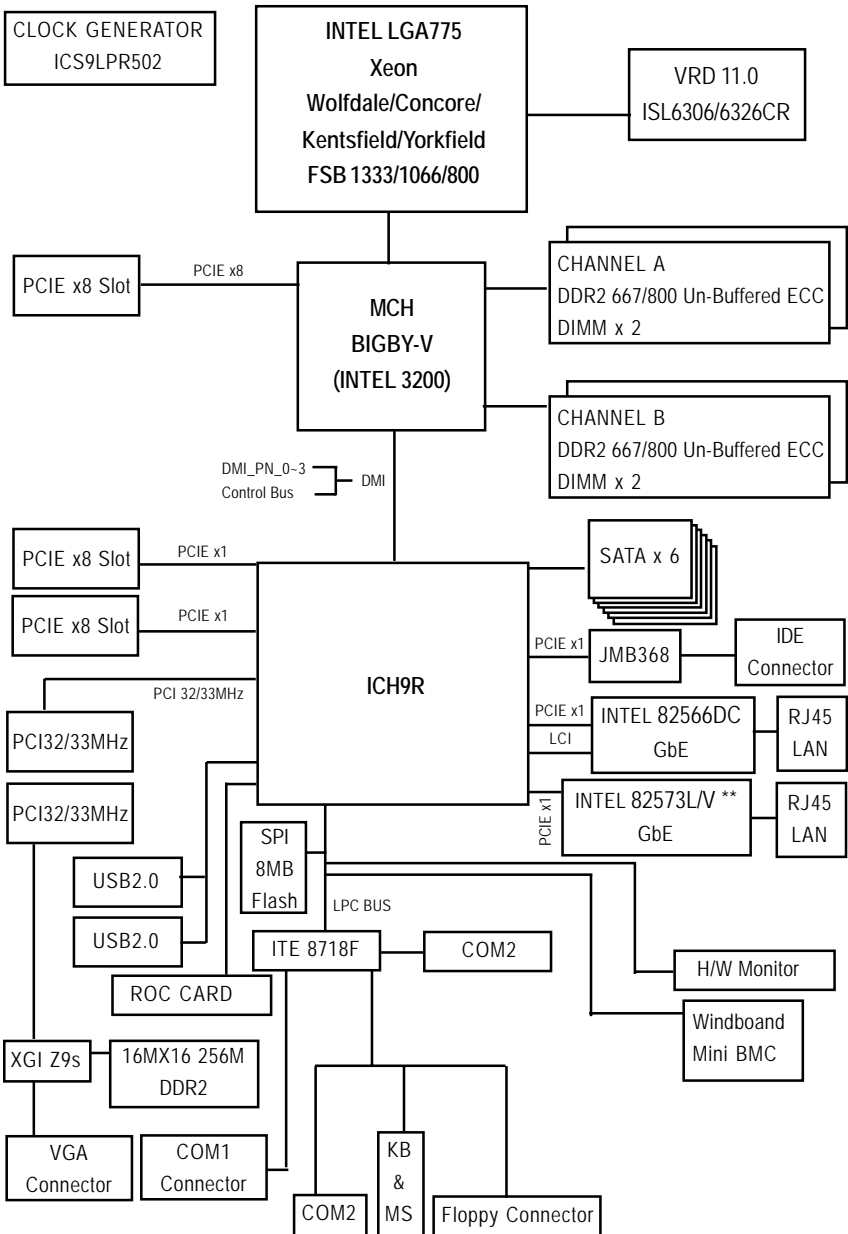 CLOCK GENERATOR
ICS9LPR502
INTEL LGA775
Xeon
Wolfdale/Concore/
Kentsfield/Yorkfield
FSB 1333/1066/800
VRD 11.0
ISL6306/6326CR
PCIE x8 Slot
PCIE x8
MCH
BIGBY-V
(INTEL 3200)
CHANNEL A
DDR2 667/800 Un-Buffered ECC
DIMM x 2
CHANNEL B
DDR2 667/800 Un-Buffered ECC
DIMM x 2
DMI_PN_0~3
Control Bus
DMI
PCIE x8 Slot
PCIE x1
PCIE x8 Slot
PCIE x1
PCI 32/33MHz
PCI32/33MHz
PCI32/33MHz
ICH9R
SATA x 6
PCIE x1
JMB368
IDE
Connector
PCIE x1
LCI
INTEL 82566DC
GbE
RJ45
LAN
PCIE x1
INTEL 82573L/V **
GbE
RJ45
LAN
SPI
8MB
Flash
LPC BUS
USB2.0
USB2.0
ROC CARD
ITE 8718F
COM2
H/W Monitor
Windboand
Mini BMC
XGI Z9s
16MX16 256M
DDR2
VGA
Connector
COM1
Connector
COM2
KB
&
MS
Floppy Connector